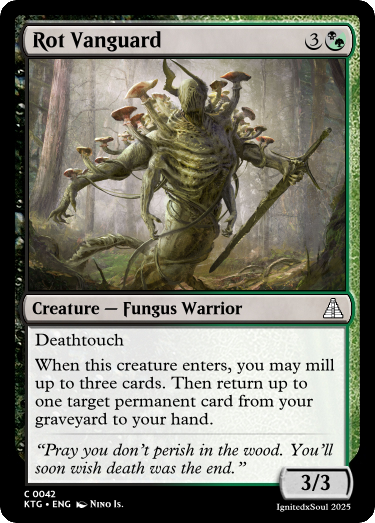 Rot Vanguard 3
Creature — Fungus Warrior
Deathtouch
When this creature enters, you may mill
up to three cards. Then return up to
one target permanent card from your
graveyard to your hand.
“Pray you don’t perish in the wood. You’ll
soon wish death was the end.”
3/3
C 0042
KTG • ENG Nino Is.
IgnitedxSoul 2025